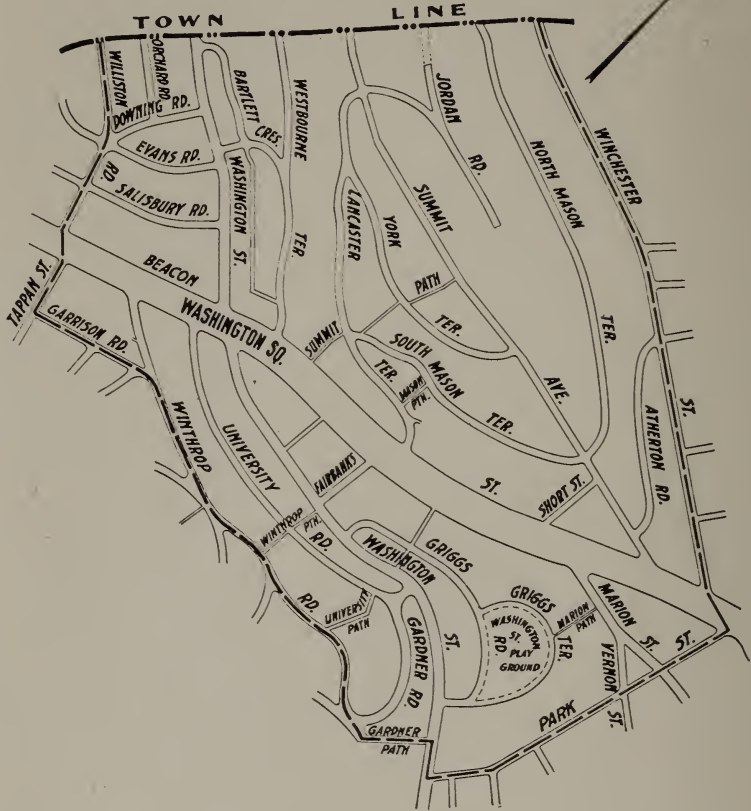 TOWN LINE
WILLISTON
RD.
ORCHARD RD.
DOWNING RD.
BARTLETT
CRES.
WESTBOURNE
TER.
EVANS RD.
SALISBURY RD.
WASHINGTON
ST.
JORDAN
RD.
NORTH MASON
TER.
WINCHESTER
ST.
LANCASTER
TER.
YORK
TER.
SUMMIT
AVE.
SUMMIT
PATH
BEACON
ST.
WASHINGTON SQ.
TAPPAN ST.
GARRISON RD.
SOUTH MASON
TER.
MASON
PTH.
ATHERTON RD.
WINTHROP
RD.
UNIVERSITY
RD.
FAIRBANKS
SHORT ST.
WINTHROP
PTH.
WASHINGTON
ST.
GRIGGS
RD.
GRIGGS
TER.
WASHINGTON
ST.
PLAY
GROUND
MARION
PATH
MARION
ST.
VERNON
ST.
UNIVERSITY
PATH
GARDNER RD.
GARDNER
PATH
PARK
ST.